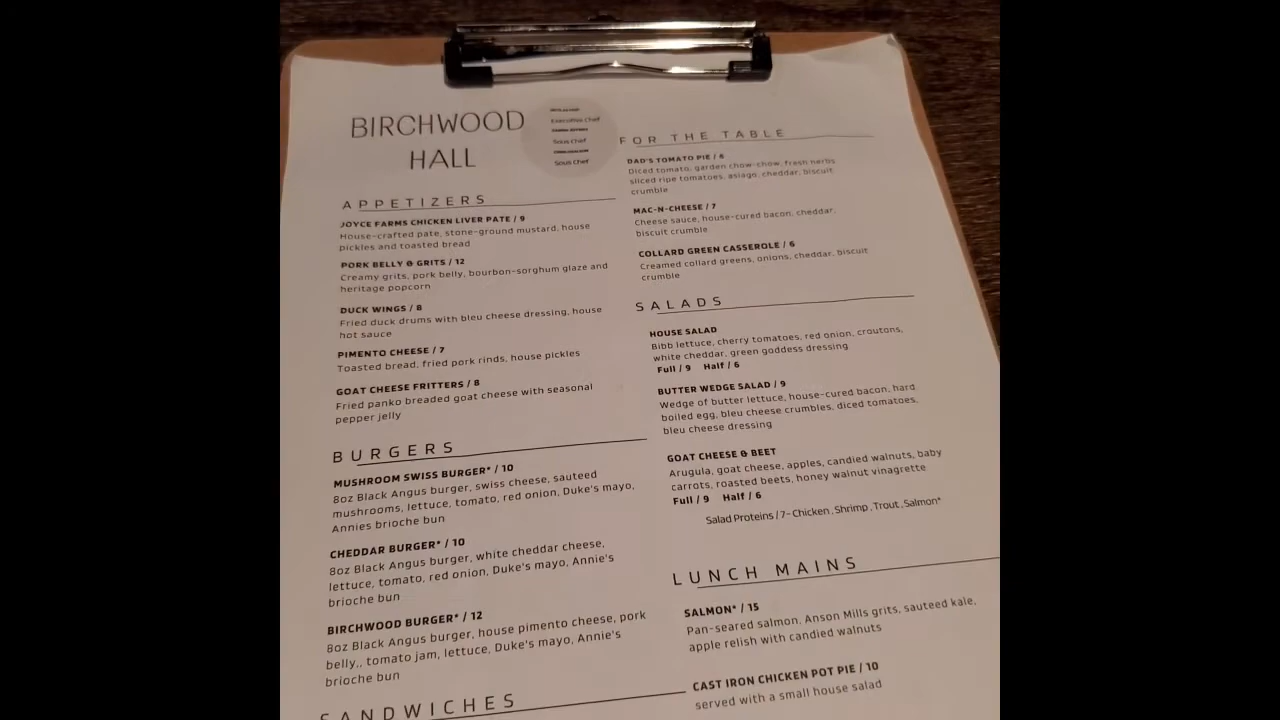 BIRCHWOOD
HALL
Executive Chef
Sous Chef
Sous Chef
APPETIZERS
JOYCE FARMS CHICKEN LIVER PATE / 9
House-crafted pate, stone-ground mustard, house
pickles and toasted bread
PORK BELLY & GRITS / 12
Creamy grits, pork belly, bourbon-sorghum glaze and
heritage popcorn
DUCK WINGS / 8
Fried duck drums with bleu cheese dressing, house
hot sauce
PIMENTO CHEESE / 7
Toasted bread, fried pork rinds, house pickles
GOAT CHEESE FRITTERS / 8
Fried panko breaded goat cheese with seasonal
pepper jelly
BURGERS
MUSHROOM SWISS BURGER* / 10
8oz Black Angus burger, swiss cheese, sauteed
mushrooms, lettuce, tomato, red onion, Duke's mayo,
Annies brioche bun
CHEDDAR BURGER* / 10
8oz Black Angus burger, white cheddar cheese,
lettuce, tomato, red onion, Duke's mayo, Annie's
brioche bun
BIRCHWOOD BURGER* / 12
8oz Black Angus burger, house pimento cheese, pork
belly,, tomato jam, lettuce, Duke's mayo, Annie's
brioche bun
SANDWICHES
FOR THE TABLE
DAD'S TOMATO PIE / 6
Diced tomato, garden chow-chow, fresh herbs
sliced ripe tomatoes, asiago, cheddar, biscuit
crumble
MAC-N-CHEESE / 7
Cheese sauce, house-cured bacon, cheddar,
biscuit crumble
COLLARD GREEN CASSEROLE / 6
Creamed collard greens, onions, cheddar, biscuit
crumble
SALADS
HOUSE SALAD
Bibb lettuce, cherry tomatoes, red onion, croutons,
white cheddar, green goddess dressing
Full / 9 Half / 6
BUTTER WEDGE SALAD / 9
Wedge of butter lettuce, house-cured bacon, hard
boiled egg, bleu cheese crumbles, diced tomatoes,
bleu cheese dressing
GOAT CHEESE & BEET
Arugula, goat cheese, apples, candied walnuts, baby
carrots, roasted beets, honey walnut vinagrette
Full / 9 Half / 6
Salad Proteins / 7- Chicken , Shrimp , Trout , Salmon*
LUNCH MAINS
SALMON* / 15
Pan-seared salmon, Anson Mills grits, sauteed kale,
apple relish with candied walnuts
CAST IRON CHICKEN POT PIE / 10
served with a small house salad